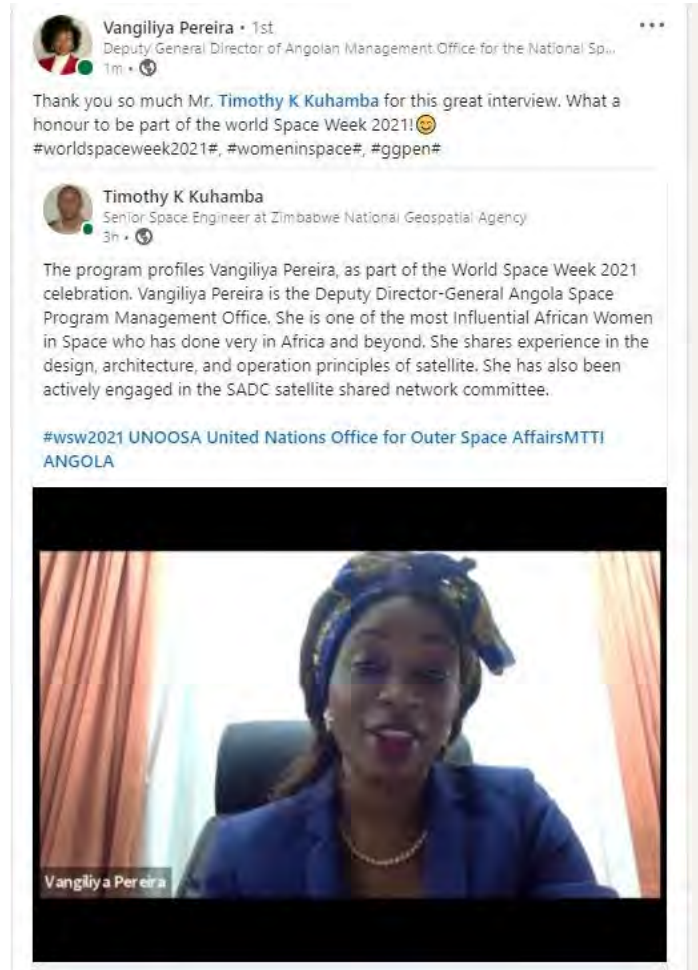 Vangiliya Pereira • 1st
Deputy General Director of Angolan Management Office for the National Sp...
1m •
Thank you so much Mr. Timothy K Kuhamba for this great interview. What a
honour to be part of the world Space Week 2021!😊
#worldspaceweek2021#, #womeninspace#, #ggpen#
Timothy K Kuhamba
Senior Space Engineer at Zimbabwe National Geospatial Agency
3h •
The program profiles Vangiliya Pereira, as part of the World Space Week 2021
celebration. Vangiliya Pereira is the Deputy Director-General Angola Space
Program Management Office. She is one of the most Influential African Women
in Space who has done very in Africa and beyond. She shares experience in the
design, architecture, and operation principles of satellite. She has also been
actively engaged in the SADC satellite shared network committee.
#wsw2021 UNOOSA United Nations Office for Outer Space AffairsMTTI
ANGOLA
Vangiliya Pereira